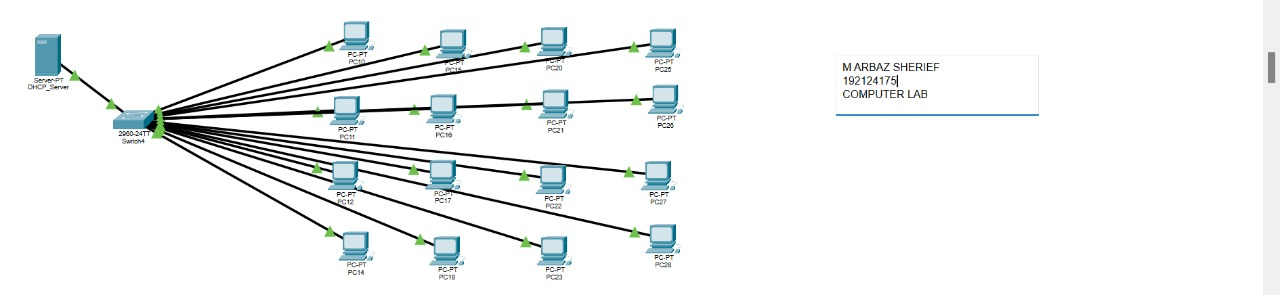 Server-PT
DHCP_Server
2960-24TT
Switch4
PC-PT
PC10
PC-PT
PC15
PC-PT
PC20
PC-PT
PC25
PC-PT
PC11
PC-PT
PC16
PC-PT
PC21
PC-PT
PC26
PC-PT
PC12
PC-PT
PC17
PC-PT
PC22
PC-PT
PC27
PC-PT
PC14
PC-PT
PC18
PC-PT
PC23
PC-PT
PC28
M ARBAZ SHERIEF
192124175
COMPUTER LAB